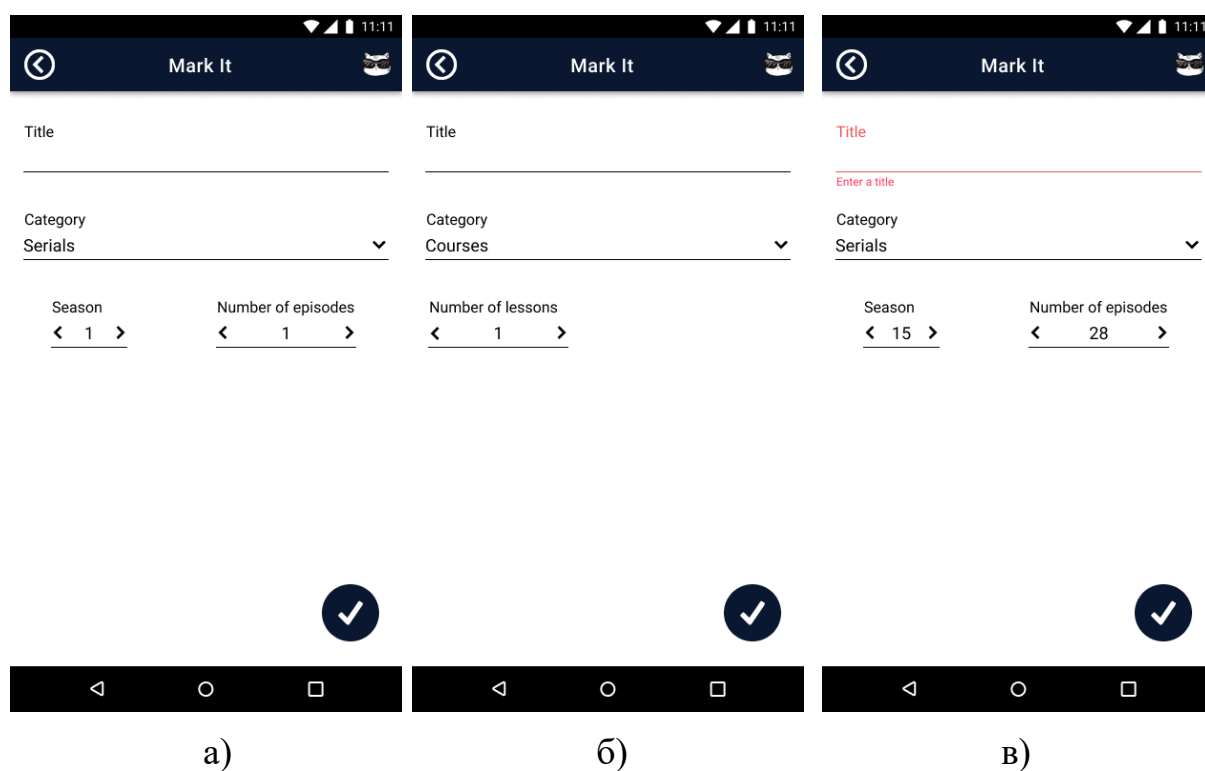 11:11
Mark It
Title
Category
Serials
Season
Number of episodes
1
1
11:11
Mark It
Title
Category
Courses
Number of lessons
1
11:11
Mark It
Title
Enter a title
Category
Serials
Season
Number of episodes
15
28
а)
б)
в)